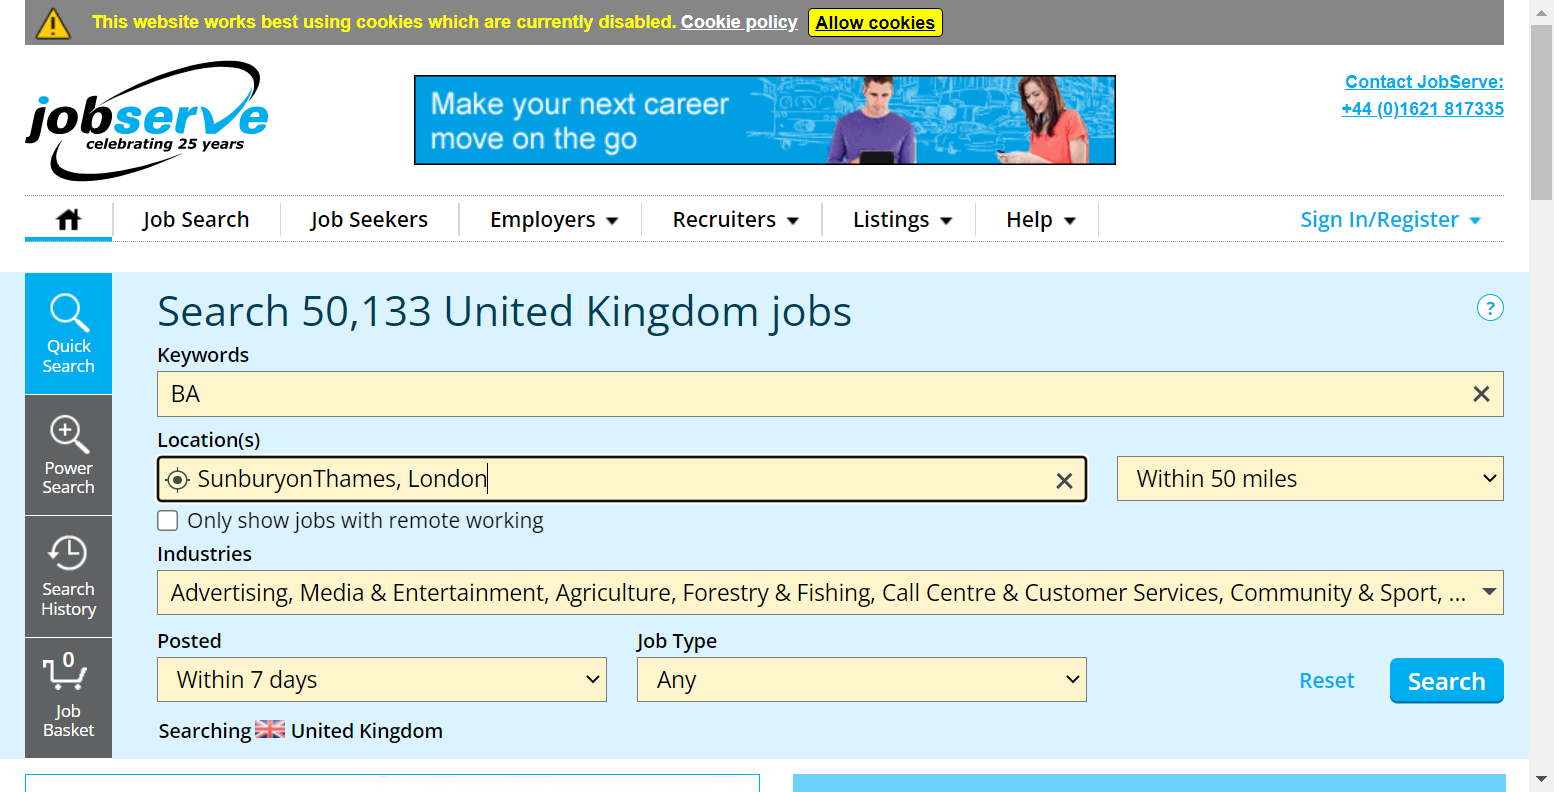 This website works best using cookies which are currently disabled. Cookie policy Allow cookies
jobserve
celebrating 25 years
Make your next career
move on the go
Contact JobServe:
+44 (0)1621 817335
Job Search Job Seekers Employers Recruiters Listings Help Sign In/Register
Quick
Search
Power
Search
Search
History
0
Job
Basket
Search 50,133 United Kingdom jobs ?
Keywords
BA
Location(s)
SunburyonThames, London Within 50 miles
Only show jobs with remote working
Industries
Advertising, Media & Entertainment, Agriculture, Forestry & Fishing, Call Centre & Customer Services, Community & Sport, ...
Posted Job Type
Within 7 days Any Reset Search
Searching United Kingdom